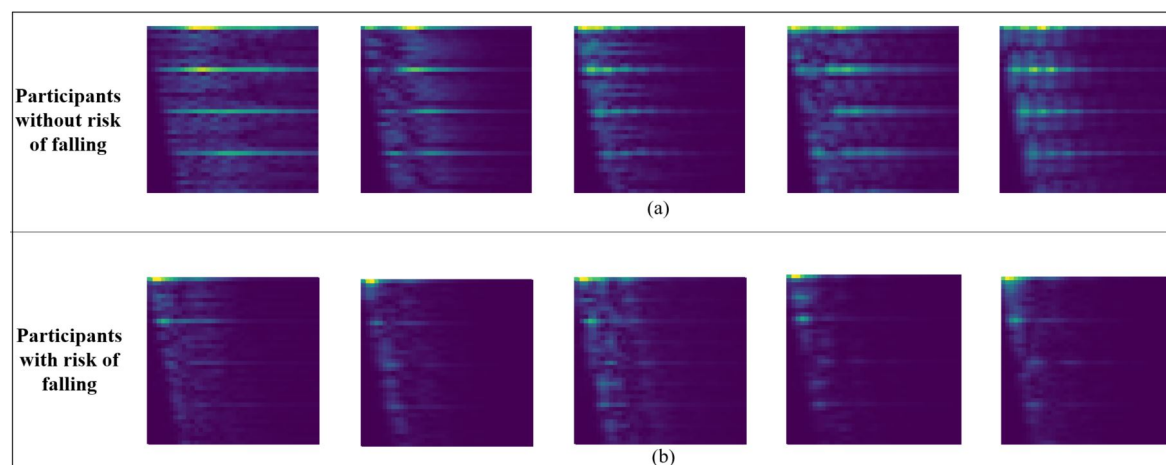 Participants
without risk
of falling
(a)
Participants
with risk of
falling
(b)